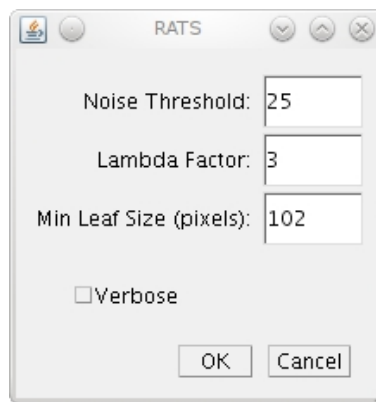 RATS
Noise Threshold: 25
Lambda Factor: 3
Min Leaf Size (pixels): 102
Verbose
OK Cancel